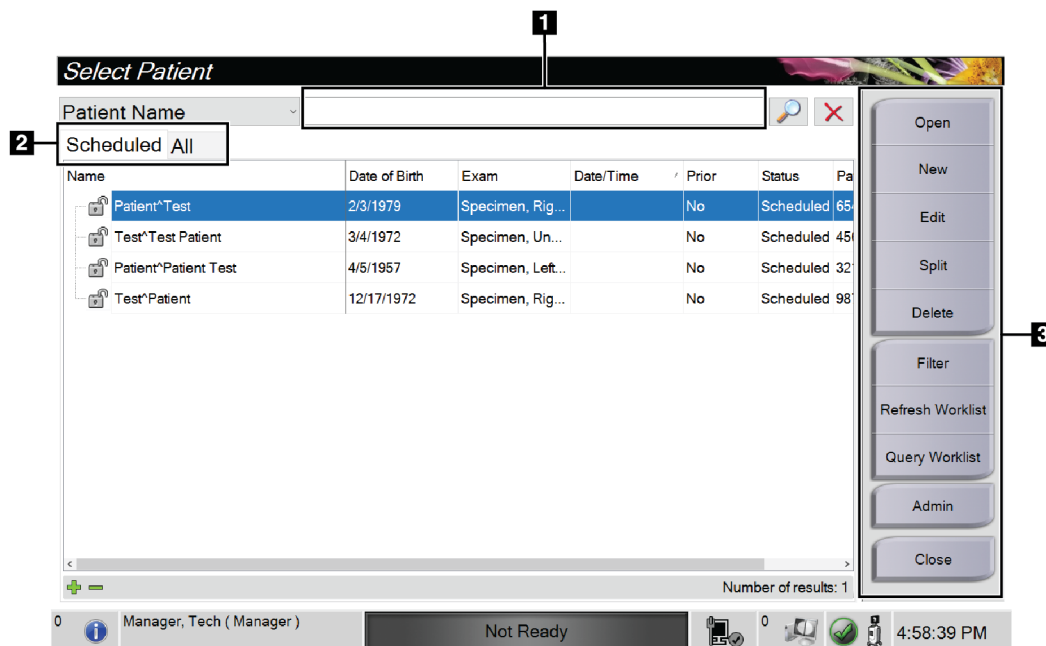 1
Select Patient
Patient Name
2
Scheduled All
Name Date of Birth Exam Date/Time Prior Status Pa
Patient^Test 2/3/1979 Specimen, Rig... No Scheduled 654
Test^Test Patient 3/4/1972 Specimen, Un... No Scheduled 456
Patient^Patient Test 4/5/1957 Specimen, Left... No Scheduled 321
Test^Patient 12/17/1972 Specimen, Rig... No Scheduled 987
Open
New
Edit
Split
Delete
3
Filter
Refresh Worklist
Query Worklist
Admin
Close
Number of results: 1
0 Manager, Tech ( Manager ) Not Ready 0 4:58:39 PM